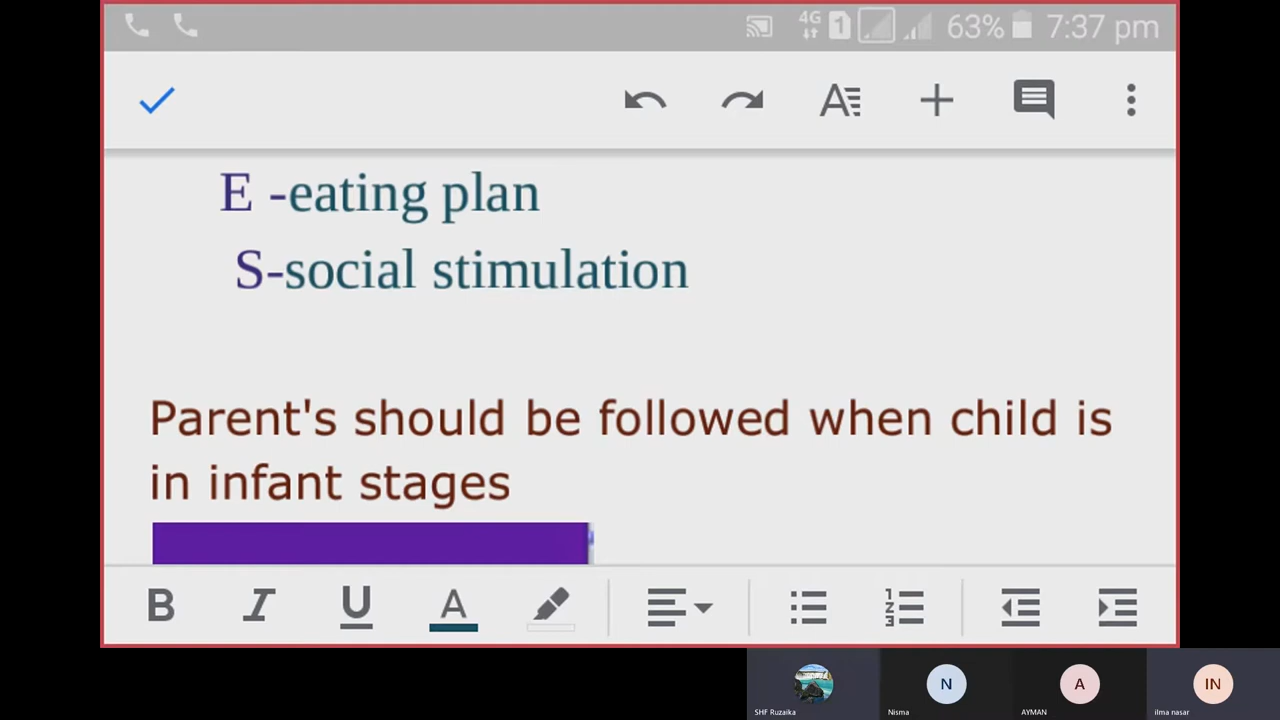 4G 1 63% 7:37 pm
E -eating plan
S-social stimulation
Parent's should be followed when child is
in infant stages
B I U A
N A IN
SHF Ruzaika Nisma AYMAN ilma nasar